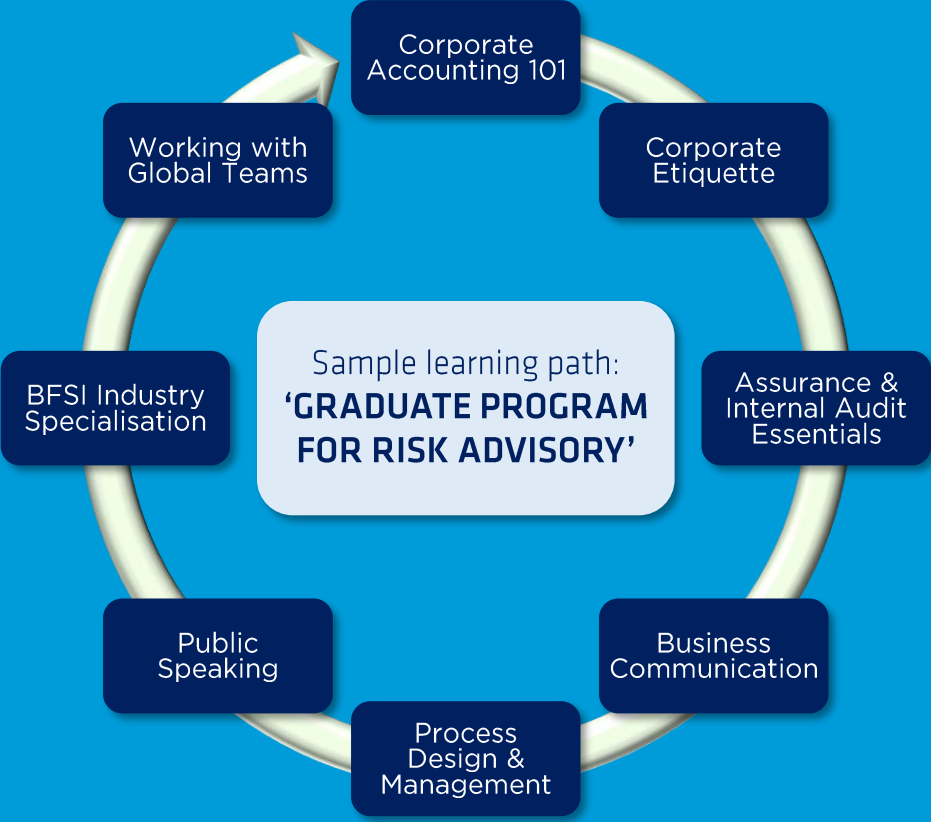 Corporate
Accounting 101
Corporate
Etiquette
Assurance &
Internal Audit
Essentials
Business
Communication
Process
Design &
Management
Public
Speaking
BFSI Industry
Specialisation
Working with
Global Teams
Sample learning path:
‘GRADUATE PROGRAM
FOR RISK ADVISORY’